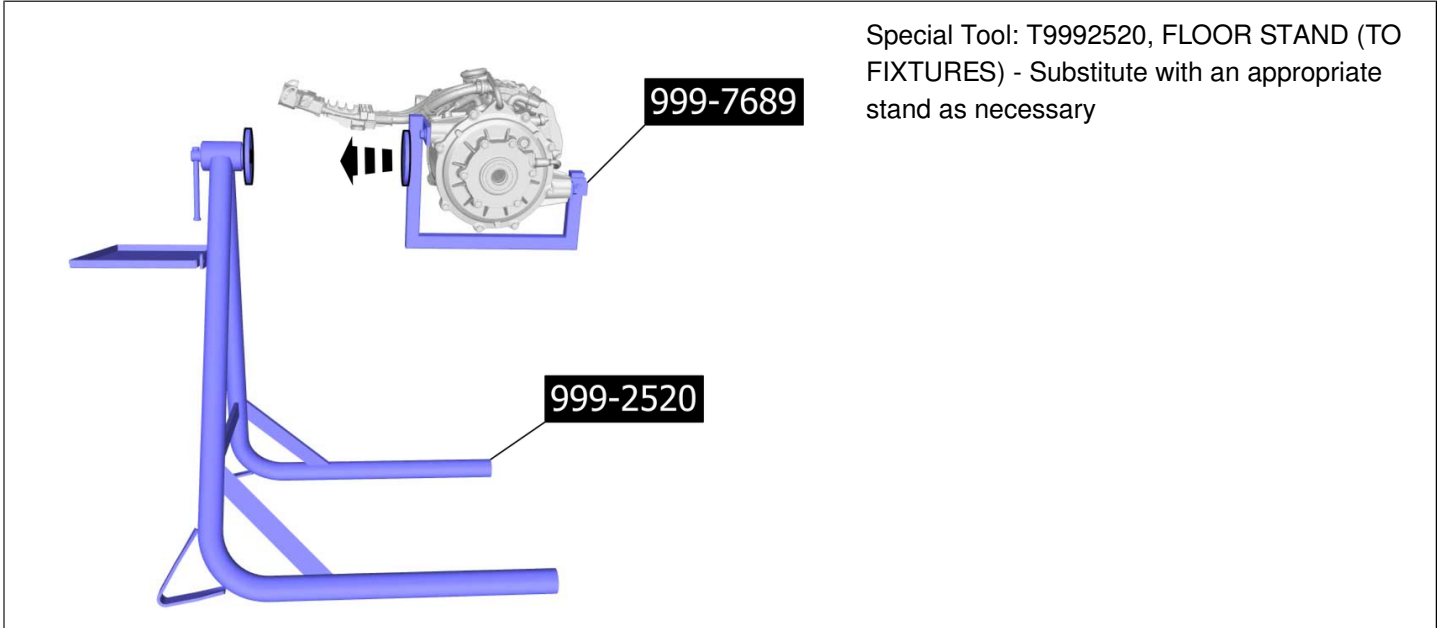 Special Tool: T9992520, FLOOR STAND (TO
FIXTURES) - Substitute with an appropriate
stand as necessary
999-7689
999-2520